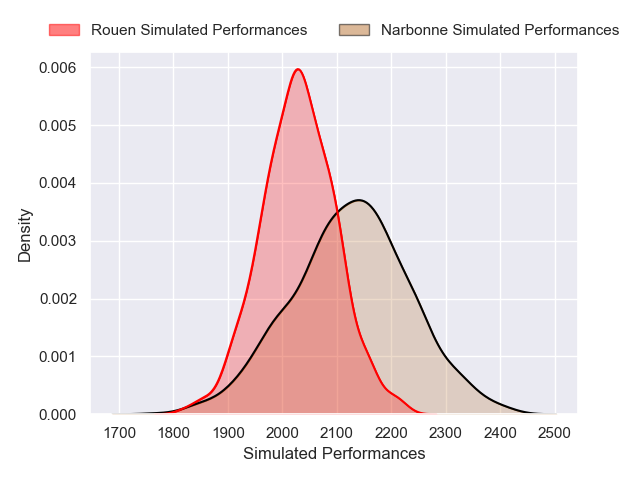 Rouen Simulated Performances Narbonne Simulated Performances
0.006
0.005
0.004
0.003
0.002
0.001
0.000
Density
1700 1800 1900 2000 2100 2200 2300 2400 2500
Simulated Performances